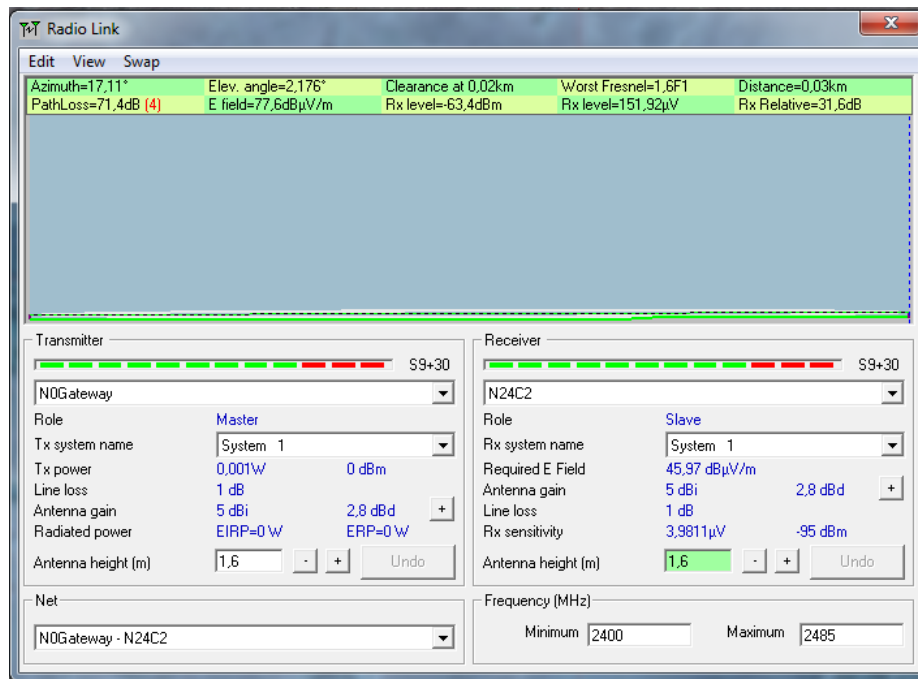 Radio Link
Edit View Swap
Azimuth=17,11° Elev. angle=2,176° Clearance at 0,02km Worst Fresnel=1,6F1 Distance=0,03km
PathLoss=71,4dB (4) E field=77,6dBµV/m Rx level=-63,4dBm Rx level=151,92µV Rx Relative=31,6dB
Transmitter
S9+30
N0Gateway
Role Master
Tx system name System 1
Tx power 0,001W 0 dBm
Line loss 1 dB
Antenna gain 5 dBi 2,8 dBd +
Radiated power EIRP=0 W ERP=0 W
Antenna height (m) 1,6 - + Undo
Receiver
S9+30
N24C2
Role Slave
Rx system name System 1
Required E Field 45,97 dBµV/m
Antenna gain 5 dBi 2,8 dBd +
Line loss 1 dB
Rx sensitivity 3,9811µV -95 dBm
Antenna height (m) 1,6 - + Undo
Net
N0Gateway - N24C2
Frequency (MHz)
Minimum 2400 Maximum 2485